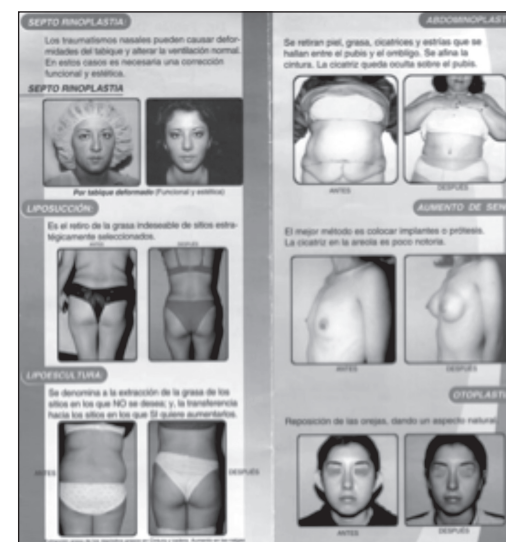 SEPTO RINOPLASTIA:
Los traumatismos nasales pueden causar defor-
midades del tabique y alterar la ventilación normal.
En estos casos es necesaria una corrección
funcional y estética.
SEPTO RINOPLASTIA
Por tabique deformado (Funcional y estética)
LIPOSUCCIÓN:
Es el retiro de la grasa indeseable de sitios estra-
tégicamente seleccionados.
ANTES
DESPUÉS
LIPOESCULTURA:
Se denomina a la extracción de la grasa de los
sitios en los que NO se desea; y, la transferencia
hacia los sitios en los que SI quiere aumentarlos.
ANTES
DESPUÉS
ABDOMINOPLAST
Se retiran piel, grasa, cicatrices y estrías que se
hallan entre el pubis y el ombligo. Se afina la
cintura. La cicatriz queda oculta sobre el pubis.
ANTES
DESPUÉS
AUMENTO DE SEN
El mejor método es colocar implantes o prótesis.
La cicatriz en la areola es poco notoria.
ANTES
DESPUÉS
OTOPLAST
Reposición de las orejas, dando un aspecto natural.
ANTES
DESPUÉS